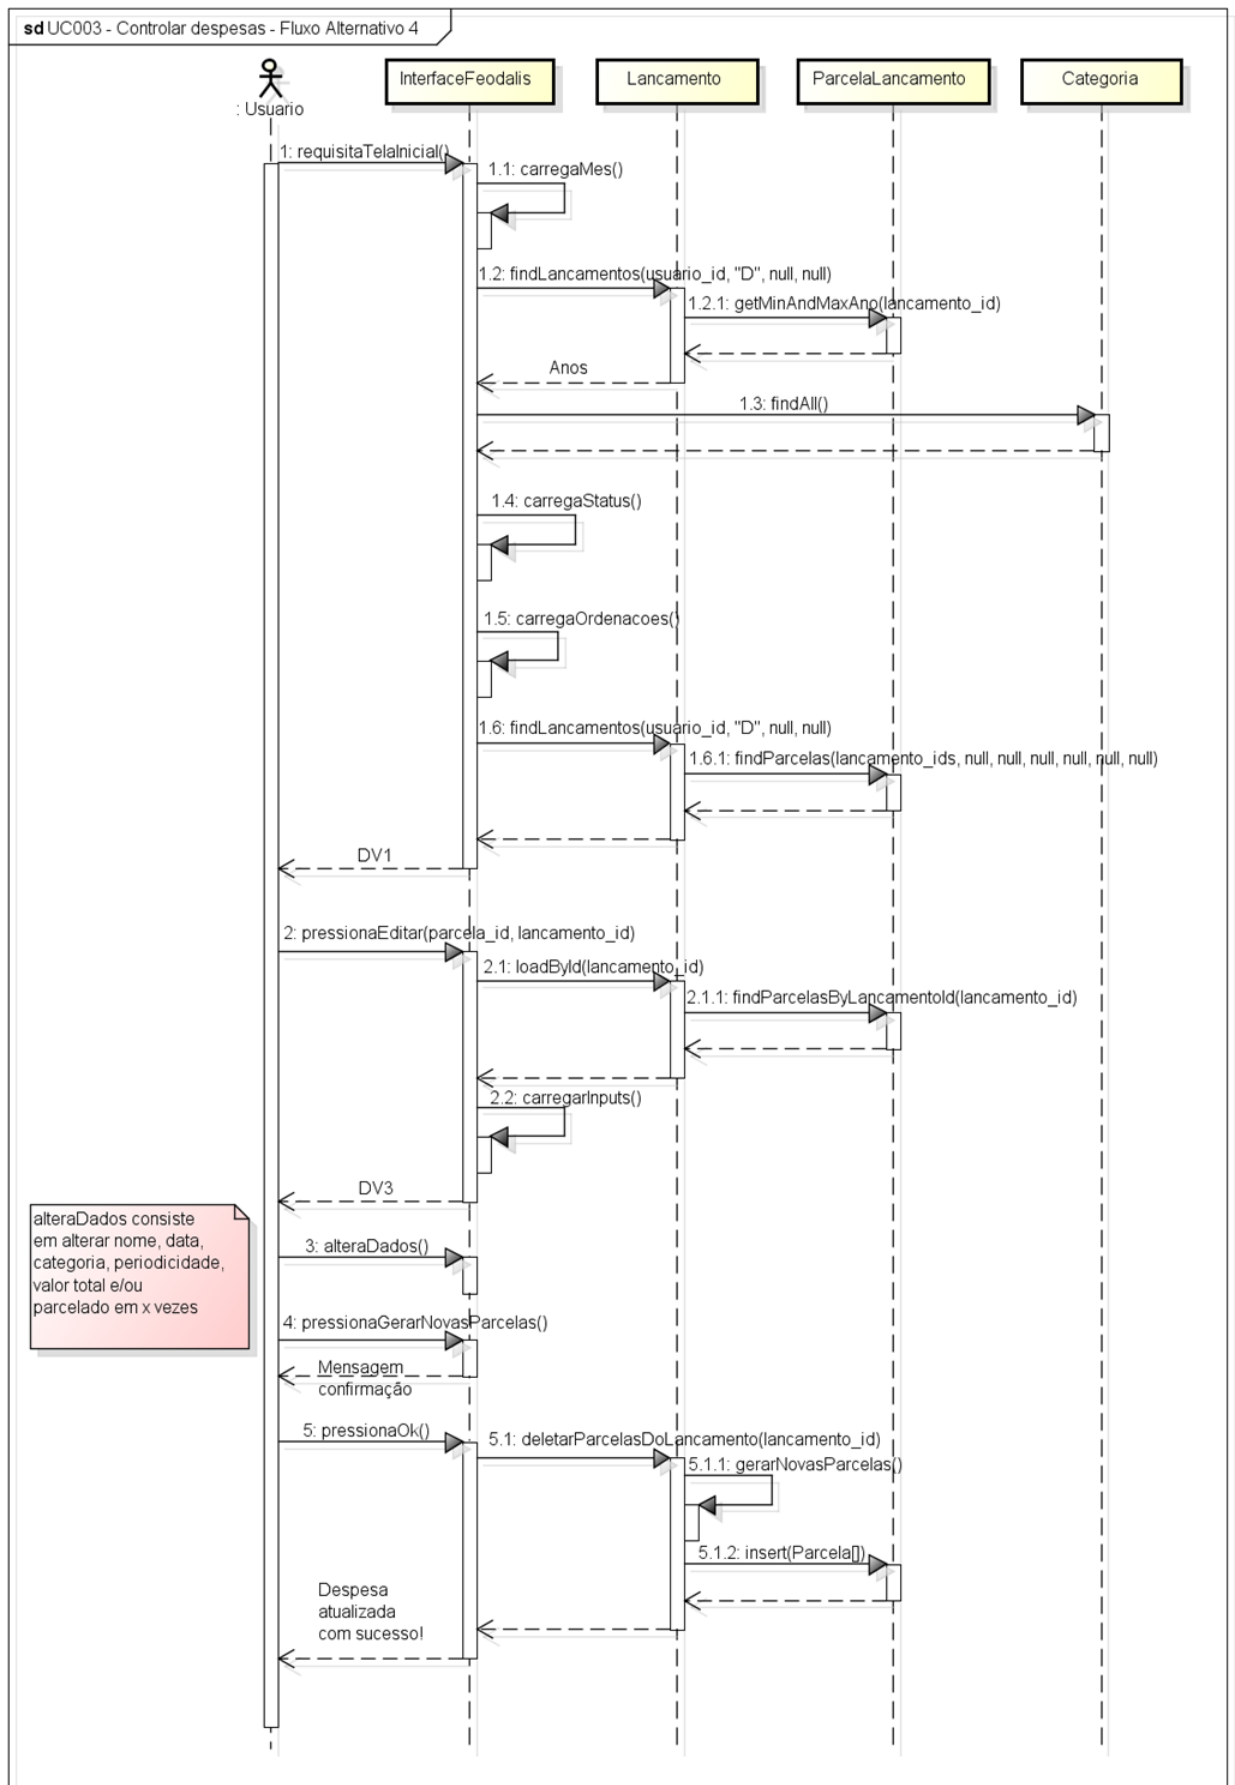 sd UC003 - Controlar despesas - Fluxo Alternativo 4
: Usuario
InterfaceFeodalis
Lancamento
ParcelaLancamento
Categoria
1: requisitaTelaInicial()
1.1: carregaMes()
1.2: findLancamentos(usuario_id, "D", null, null)
1.2.1: getMinAndMaxAno(lancamento_id)
Anos
1.3: findAll()
1.4: carregaStatus()
1.5: carregaOrdenacoes()
1.6: findLancamentos(usuario_id, "D", null, null)
1.6.1: findParcelas(lancamento_ids, null, null, null, null, null, null)
DV1
2: pressionaEditar(parcela_id, lancamento_id)
2.1: loadById(lancamento_id)
2.1.1: findParcelasByLancamentoId(lancamento_id)
2.2: carregarInputs()
DV3
alteraDados consiste
em alterar nome, data,
categoria, periodicidade,
valor total e/ou
parcelado em x vezes
3: alteraDados()
4: pressionaGerarNovasParcelas()
Mensagem
confirmação
5: pressionaOk()
5.1: deletarParcelasDoLancamento(lancamento_id)
5.1.1: gerarNovasParcelas()
5.1.2: insert(Parcela[])
Despesa
atualizada
com sucesso!